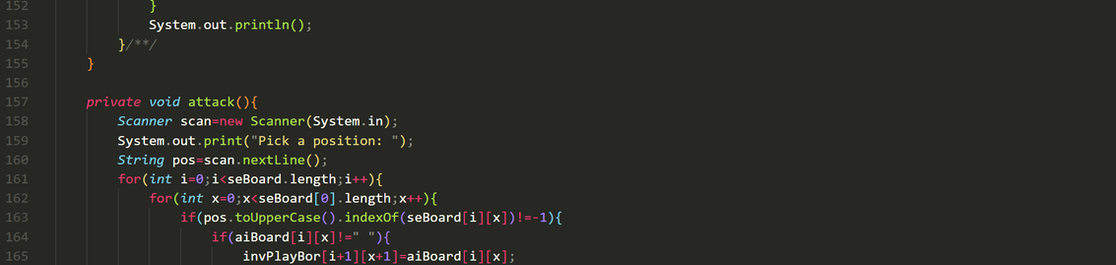 152 }
153 System.out.println();
154 }/**/
155 }
156
157 private void attack(){
158 Scanner scan=new Scanner(System.in);
159 System.out.print("Pick a position: ");
160 String pos=scan.nextLine();
161 for(int i=0;i<seBoard.length;i++){
162 for(int x=0;x<seBoard[0].length;x++){
163 if(pos.toUpperCase().indexOf(seBoard[i][x])!=-1){
164 if(aiBoard[i][x]!=" "){
165 invPlayBor[i+1][x+1]=aiBoard[i][x];